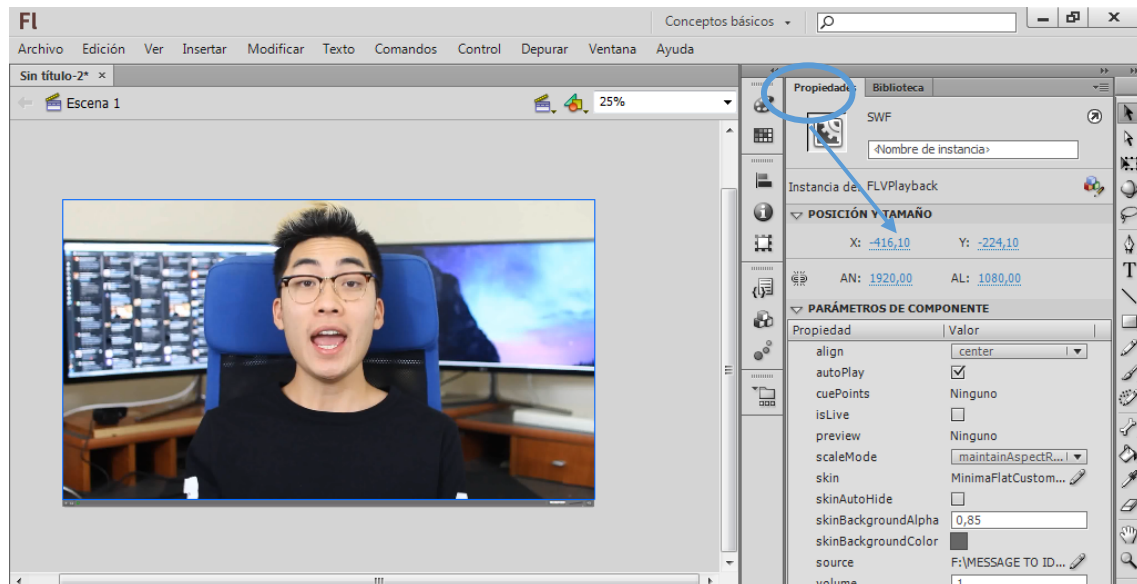 Fl
Conceptos básicos
Archivo Edición Ver Insertar Modificar Texto Comandos Control Depurar Ventana Ayuda
Sin título-2* ×
Escena 1
25%
Propiedades Biblioteca
SWF
‹Nombre de instancia›
Instancia de: FLVPlayback
POSICIÓN Y TAMAÑO
X: -416,10 Y: -224,10
AN: 1920,00 AL: 1080,00
PARÁMETROS DE COMPONENTE
Propiedad Valor
align center
autoPlay
cuePoints Ninguno
isLive
preview Ninguno
scaleMode maintainAspectR...
skin MinimaFlatCustom...
skinAutoHide
skinBackgroundAlpha 0,85
skinBackgroundColor
source F:\MESSAGE TO ID...
volume 1